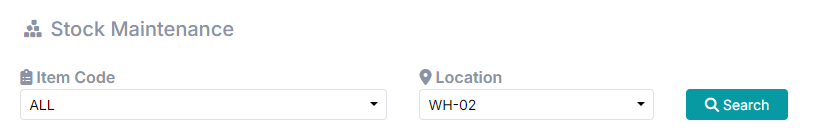 Stock Maintenance
Item Code
Location
ALL
WH-02
Search